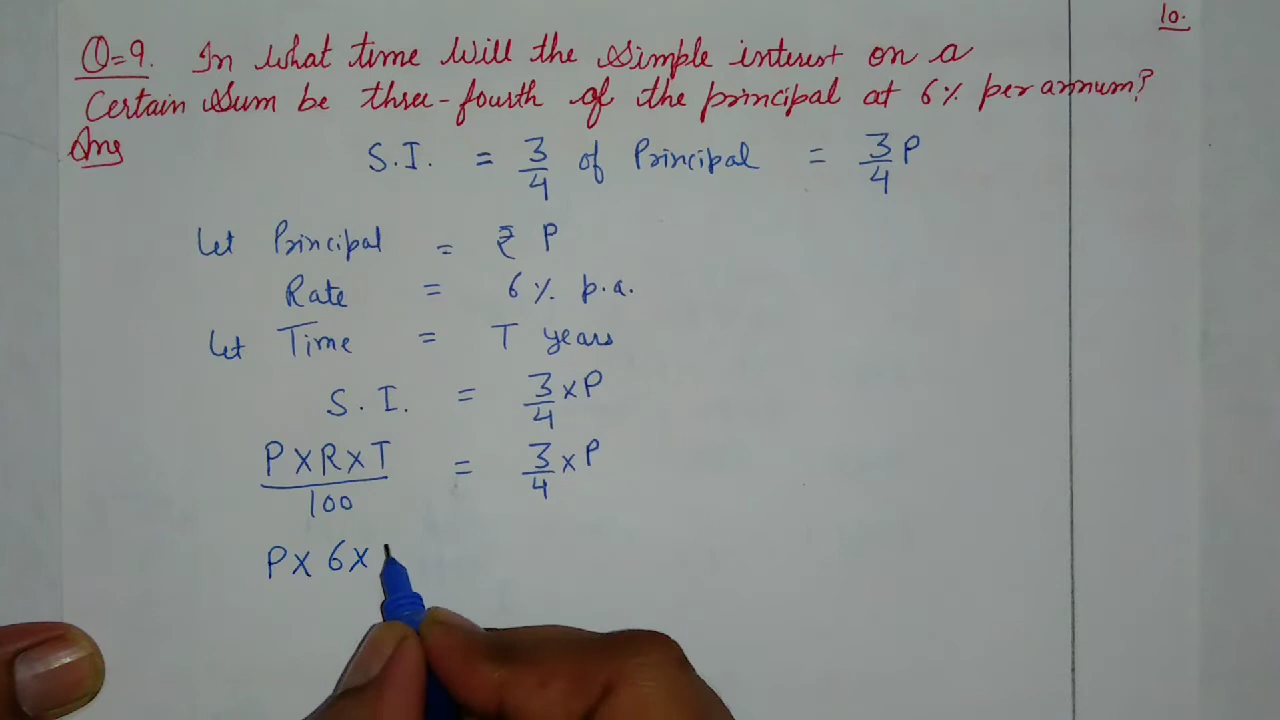 10.
Q=9. In what time will the simple interest on a
Certain Sum be three-fourth of the principal at 6% per annum?
Ans
S.I. = 3/4 of Principal = 3/4 P
Let Principal = ₹ P
Rate = 6% p.a.
Let Time = T years
S.I. = 3/4 × P
P×R×T/100 = 3/4 × P
P× 6×